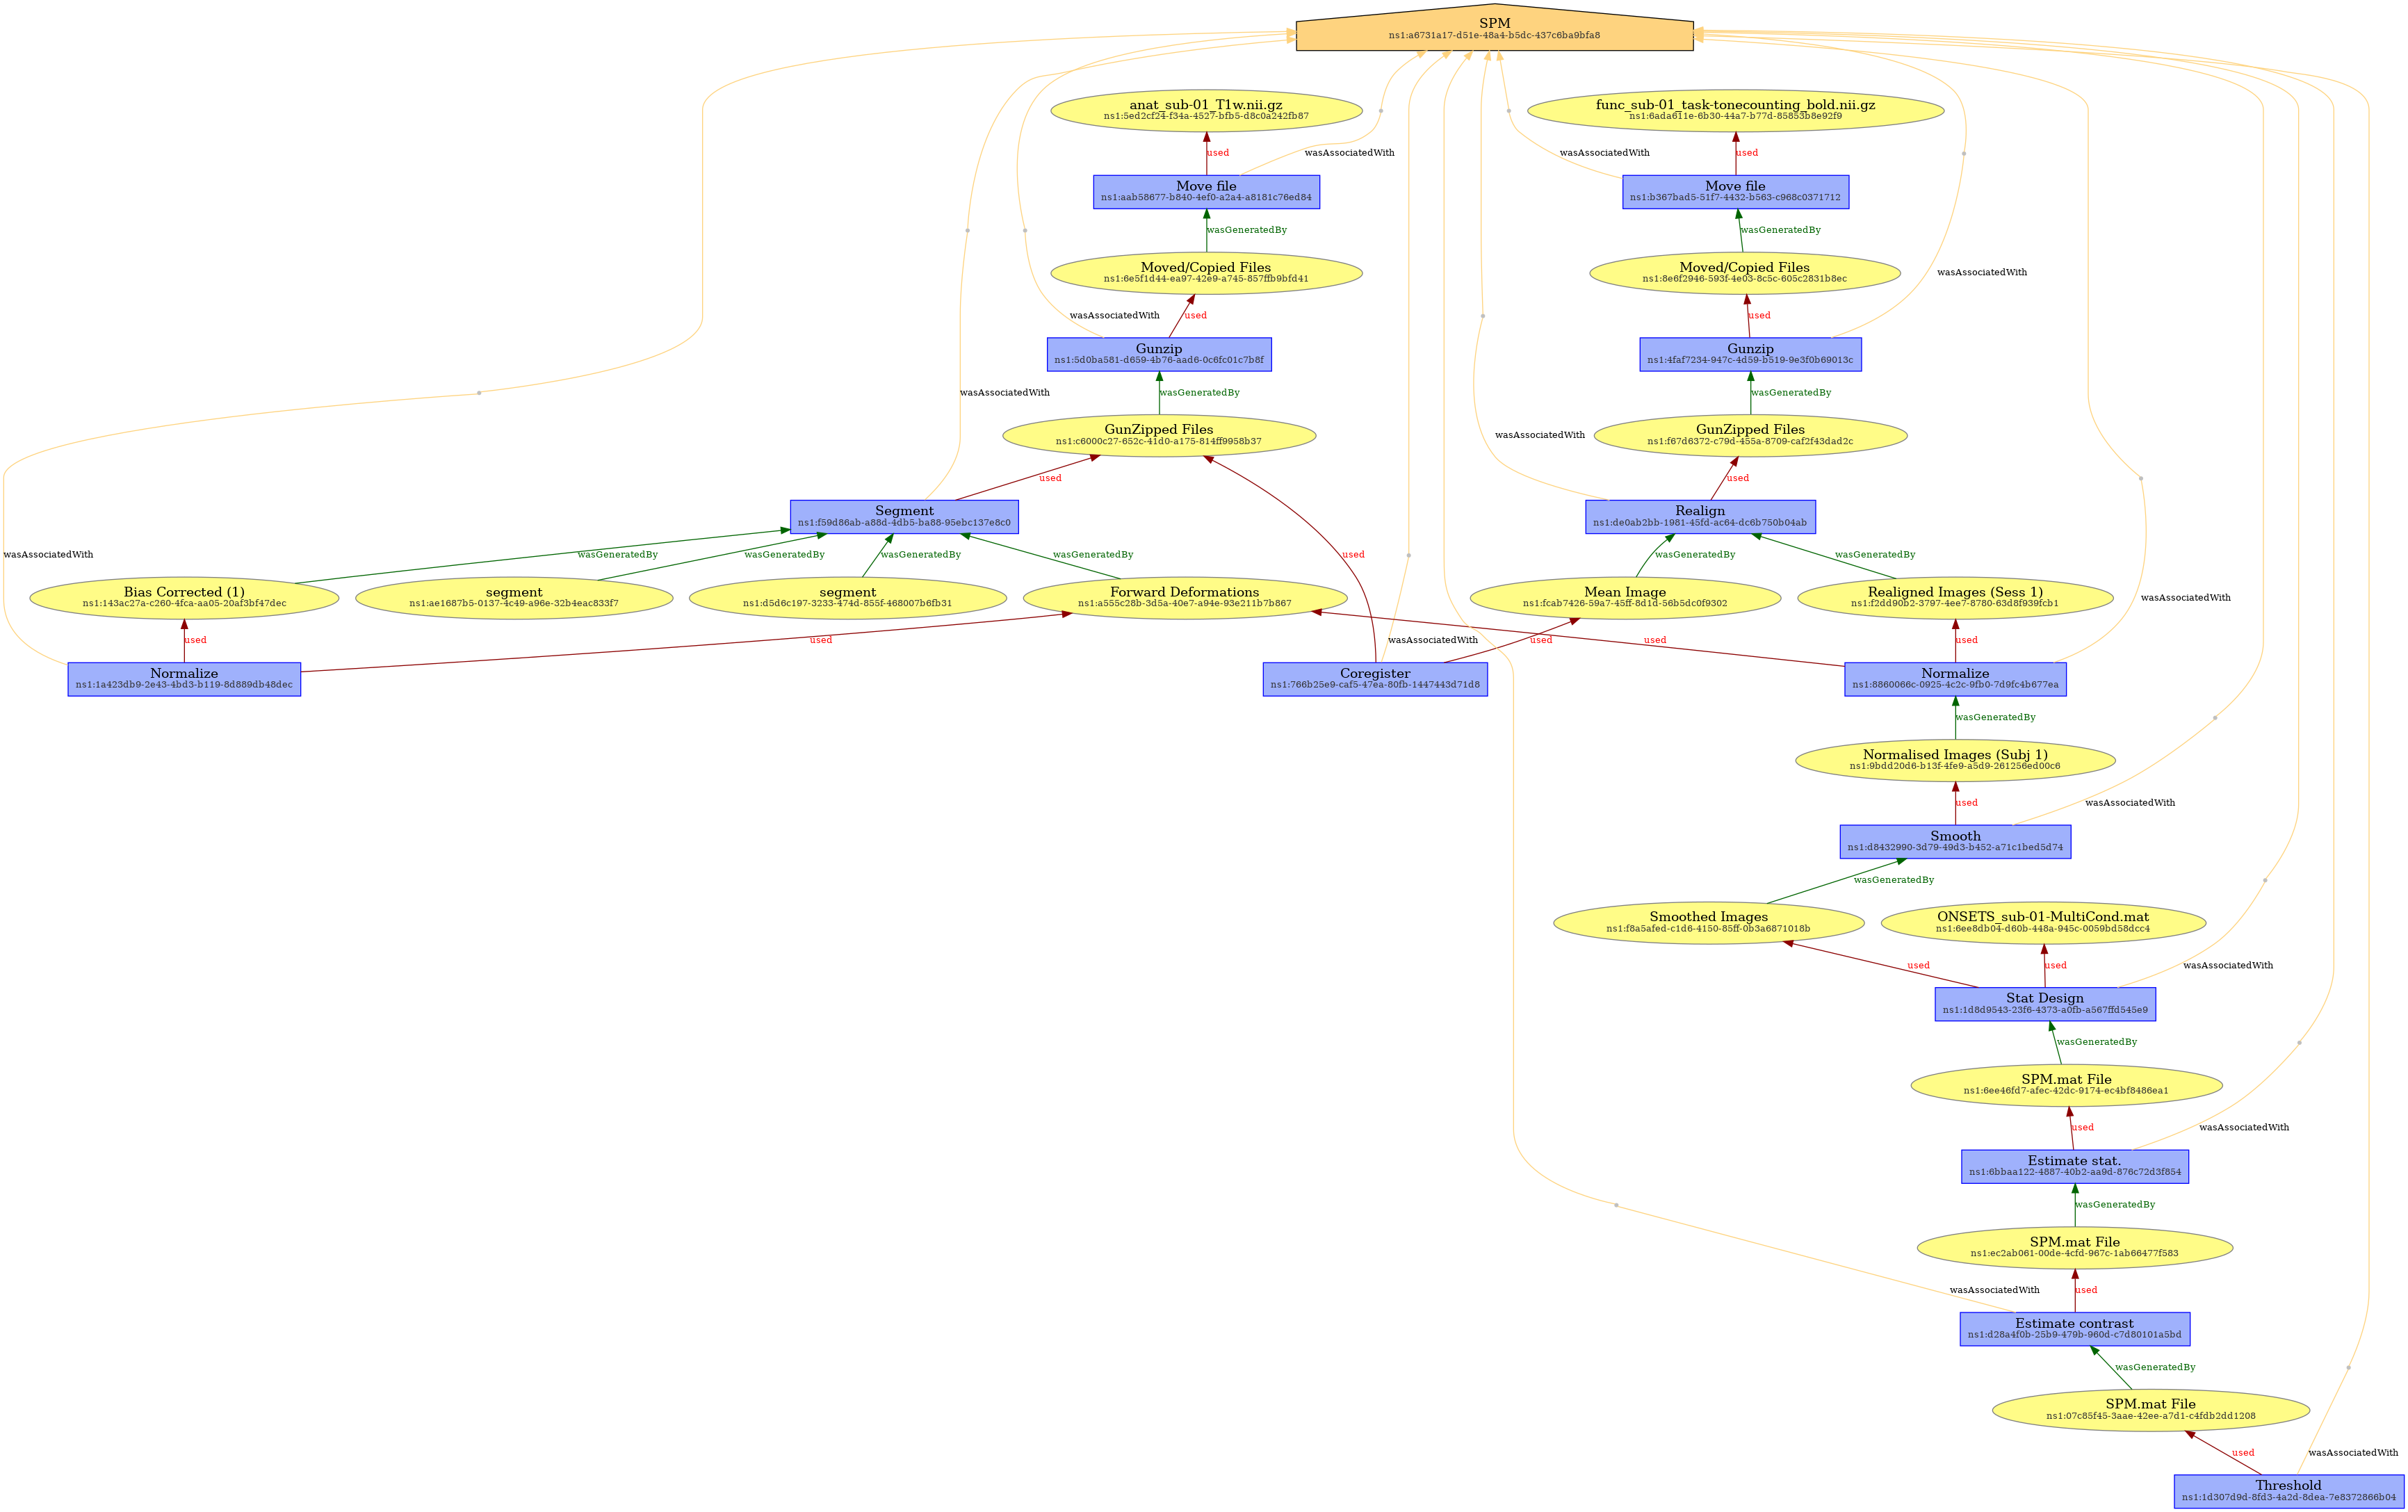 SPM
ns1:a6731a17-d51e-48a4-b5dc-437c6ba9bfa8
anat_sub-01_T1w.nii.gz
ns1:5ed2cf24-f34a-4527-bfb5-d8c0a242fb87
func_sub-01_task-tonecounting_bold.nii.gz
ns1:6ada611e-6b30-44a7-b77d-85853b8e92f9
used
wasAssociatedWith
wasAssociatedWith
used
Move file
ns1:aab58677-b840-4ef0-a2a4-a8181c76ed84
Move file
ns1:b367bad5-51f7-4432-b563-c968c0371712
wasGeneratedBy
wasGeneratedBy
Moved/Copied Files
ns1:6e5f1d44-ea97-42e9-a745-857ffb9bfd41
Moved/Copied Files
ns1:8e6f2946-593f-4e03-8c5c-605c2831b8ec
wasAssociatedWith
wasAssociatedWith
used
used
Gunzip
ns1:5d0ba581-d659-4b76-aad6-0c6fc01c7b8f
Gunzip
ns1:4faf7234-947c-4d59-b519-9e3f0b69013c
wasAssociatedWith
wasGeneratedBy
wasGeneratedBy
GunZipped Files
ns1:c6000c27-652c-41d0-a175-814ff9958b37
wasAssociatedWith
GunZipped Files
ns1:f67d6372-c79d-455a-8709-caf2f43dad2c
used
used
Segment
ns1:f59d86ab-a88d-4db5-ba88-95ebc137e8c0
Realign
ns1:de0ab2bb-1981-45fd-ac64-dc6b750b04ab
wasAssociatedWith
wasGeneratedBy
wasGeneratedBy
wasGeneratedBy
wasGeneratedBy
used
wasGeneratedBy
wasGeneratedBy
Bias Corrected (1)
ns1:143ac27a-c260-4fca-aa05-20af3bf47dec
segment
ns1:ae1687b5-0137-4c49-a96e-32b4eac833f7
segment
ns1:d5d6c197-3233-474d-855f-468007b6fb31
Forward Deformations
ns1:a555c28b-3d5a-40e7-a94e-93e211b7b867
Mean Image
ns1:fcab7426-59a7-45ff-8d1d-56b5dc0f9302
Realigned Images (Sess 1)
ns1:f2dd90b2-3797-4ee7-8780-63d8f939fcb1
wasAssociatedWith
used
used
wasAssociatedWith
used
used
used
Normalize
ns1:1a423db9-2e43-4bd3-b119-8d889db48dec
Coregister
ns1:766b25e9-caf5-47ea-80fb-1447443d71d8
Normalize
ns1:8860066c-0925-4c2c-9fb0-7d9fc4b677ea
wasGeneratedBy
Normalised Images (Subj 1)
ns1:9bdd20d6-b13f-4fe9-a5d9-261256ed00c6
used
wasAssociatedWith
Smooth
ns1:d8432990-3d79-49d3-b452-a71c1bed5d74
wasGeneratedBy
Smoothed Images
ns1:f8a5afed-c1d6-4150-85ff-0b3a6871018b
ONSETS_sub-01-MultiCond.mat
ns1:6ee8db04-d60b-448a-945c-0059bd58dcc4
used
used
wasAssociatedWith
Stat Design
ns1:1d8d9543-23f6-4373-a0fb-a567ffd545e9
wasGeneratedBy
SPM.mat File
ns1:6ee46fd7-afec-42dc-9174-ec4bf8486ea1
used
wasAssociatedWith
Estimate stat.
ns1:6bbaa122-4887-40b2-aa9d-876c72d3f854
wasGeneratedBy
SPM.mat File
ns1:ec2ab061-00de-4cfd-967c-1ab66477f583
wasAssociatedWith
used
Estimate contrast
ns1:d28a4f0b-25b9-479b-960d-c7d80101a5bd
wasGeneratedBy
SPM.mat File
ns1:07c85f45-3aae-42ee-a7d1-c4fdb2dd1208
used
wasAssociatedWith
Threshold
ns1:1d307d9d-8fd3-4a2d-8dea-7e8372866b04